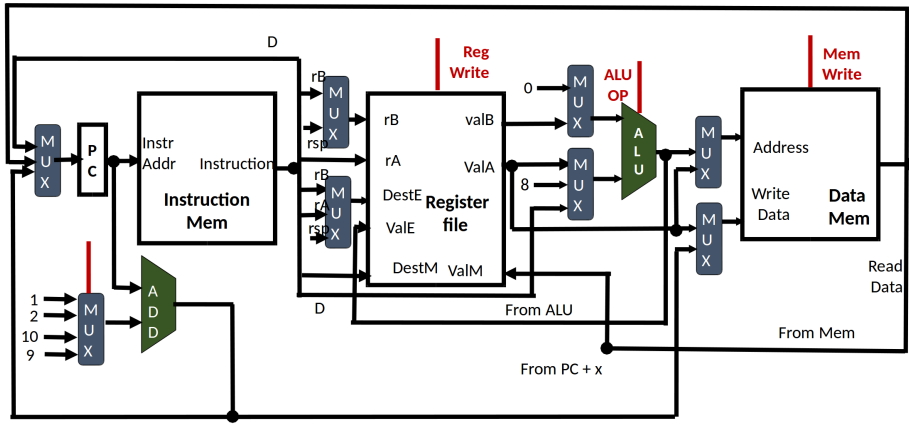 D
Reg
Write
ALU
OP
Mem
Write
rB
M
U
X
rsp
rB
rA
rsp
M
U
X
M
U
X
P
C
Instr
Addr
Instruction
Instruction
Mem
rB
rA
DestE
ValE
DestM
ValM
valB
ValA
Register
file
0
M
U
X
8
M
U
X
A
L
U
M
U
X
M
U
X
Address
Write
Data
Data
Mem
Read
Data
1
2
10
9
M
U
X
A
D
D
D
From ALU
From Mem
From PC + x